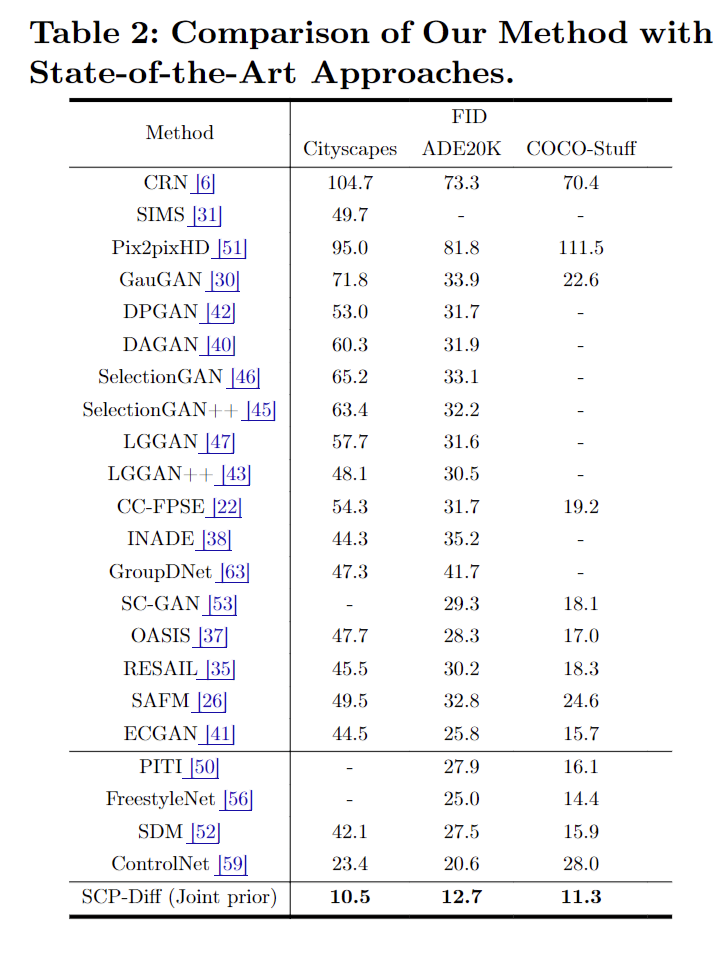 Table 2: Comparison of Our Method with
State-of-the-Art Approaches.
Method FID
Cityscapes ADE20K COCO-Stuff
CRN [6] 104.7 73.3 70.4
SIMS [31] 49.7 - -
Pix2pixHD [51] 95.0 81.8 111.5
GauGAN [30] 71.8 33.9 22.6
DPGAN [42] 53.0 31.7 -
DAGAN [40] 60.3 31.9 -
SelectionGAN [46] 65.2 33.1 -
SelectionGAN++ [45] 63.4 32.2 -
LGGAN [47] 57.7 31.6 -
LGGAN++ [43] 48.1 30.5 -
CC-FPSE [22] 54.3 31.7 19.2
INADE [38] 44.3 35.2 -
GroupDNet [63] 47.3 41.7 -
SC-GAN [53] - 29.3 18.1
OASIS [37] 47.7 28.3 17.0
RESAIL [35] 45.5 30.2 18.3
SAFM [26] 49.5 32.8 24.6
ECGAN [41] 44.5 25.8 15.7
PITI [50] - 27.9 16.1
FreestyleNet [56] - 25.0 14.4
SDM [52] 42.1 27.5 15.9
ControlNet [59] 23.4 20.6 28.0
SCP-Diff (Joint prior) 10.5 12.7 11.3